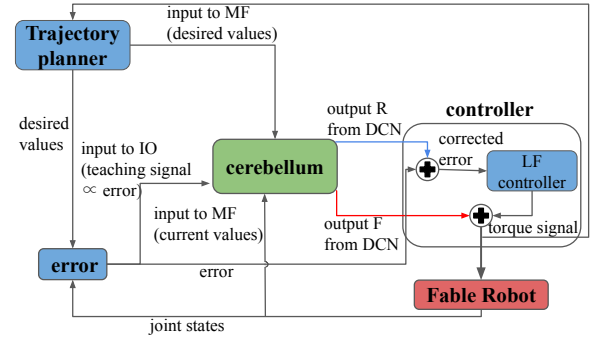 Trajectory
planner
input to MF
(desired values)
desired
values
input to IO
(teaching signal
∝ error)
input to MF
(current values)
cerebellum
output R
from DCN
controller
corrected
error
LF
controller
output F
from DCN
torque signal
error
error
Fable Robot
joint states